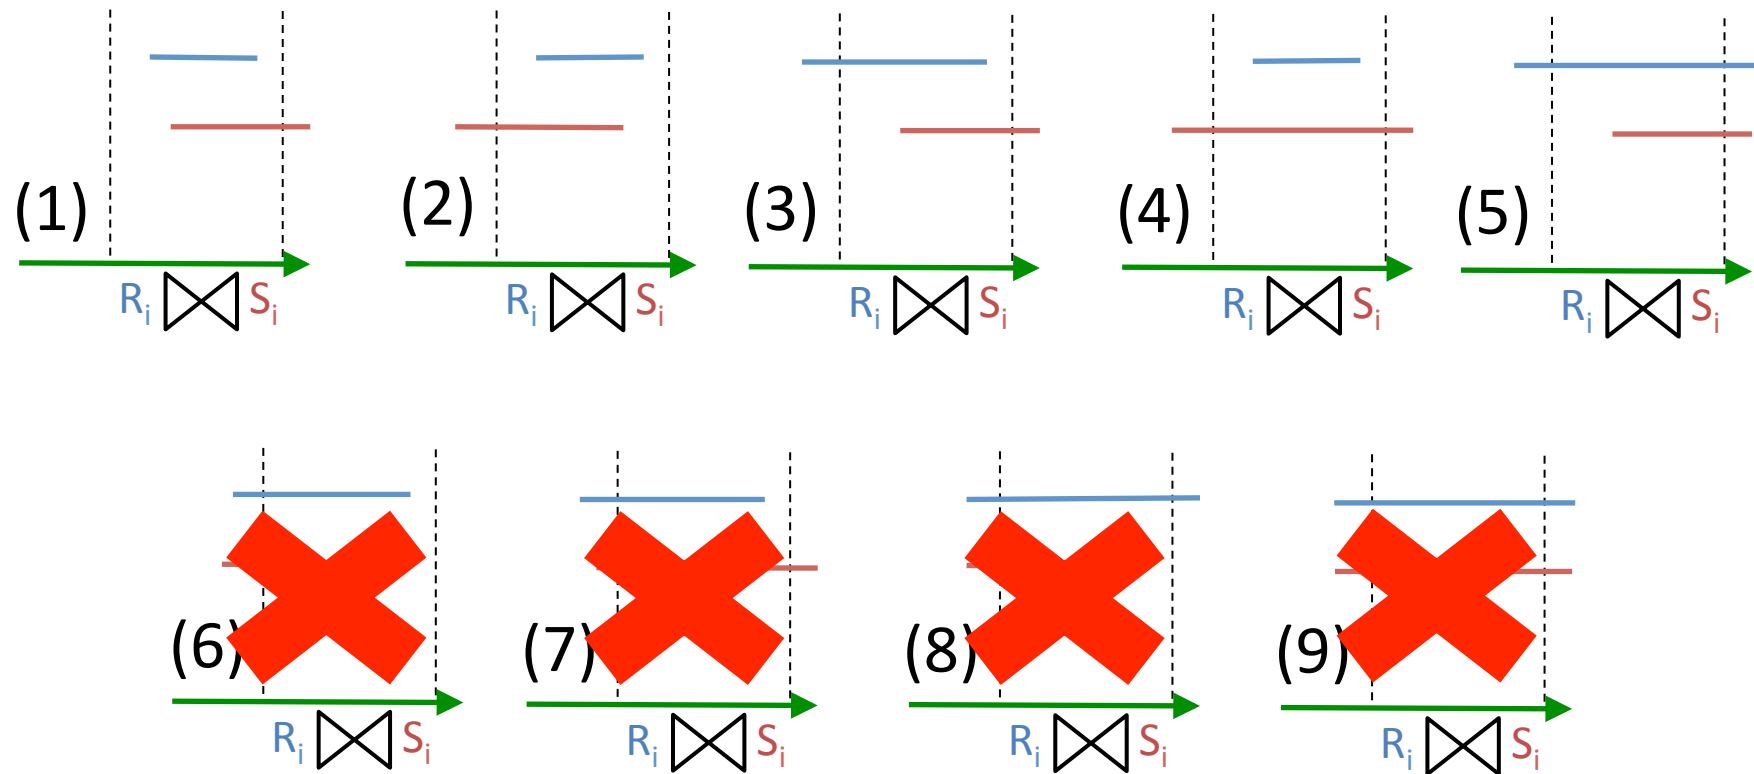 (1) (2) (3) (4) (5)
Rᵢ ⋈ Sᵢ Rᵢ ⋈ Sᵢ Rᵢ ⋈ Sᵢ Rᵢ ⋈ Sᵢ Rᵢ ⋈ Sᵢ
(6) (7) (8) (9)
Rᵢ ⋈ Sᵢ Rᵢ ⋈ Sᵢ Rᵢ ⋈ Sᵢ Rᵢ ⋈ Sᵢ